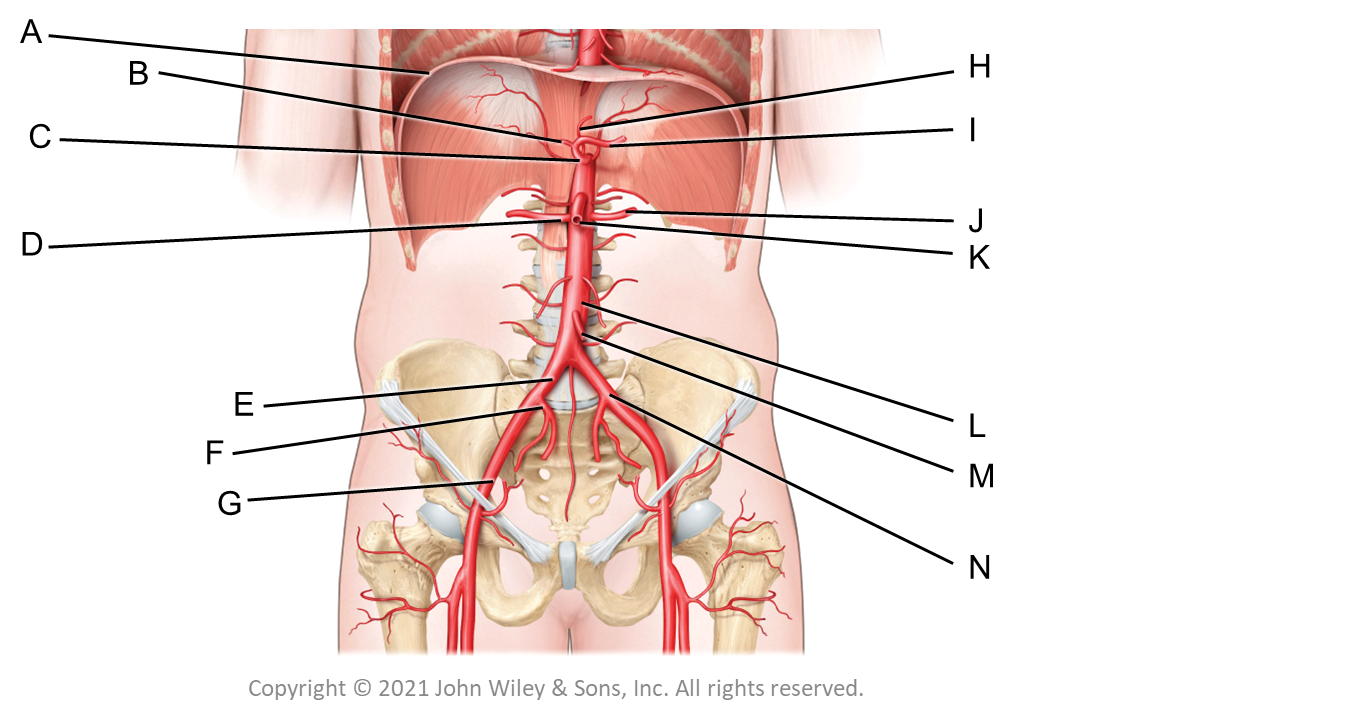 A
B
C
D
E
F
G
H
I
J
K
L
M
N
Copyright © 2021 John Wiley & Sons, Inc. All rights reserved.